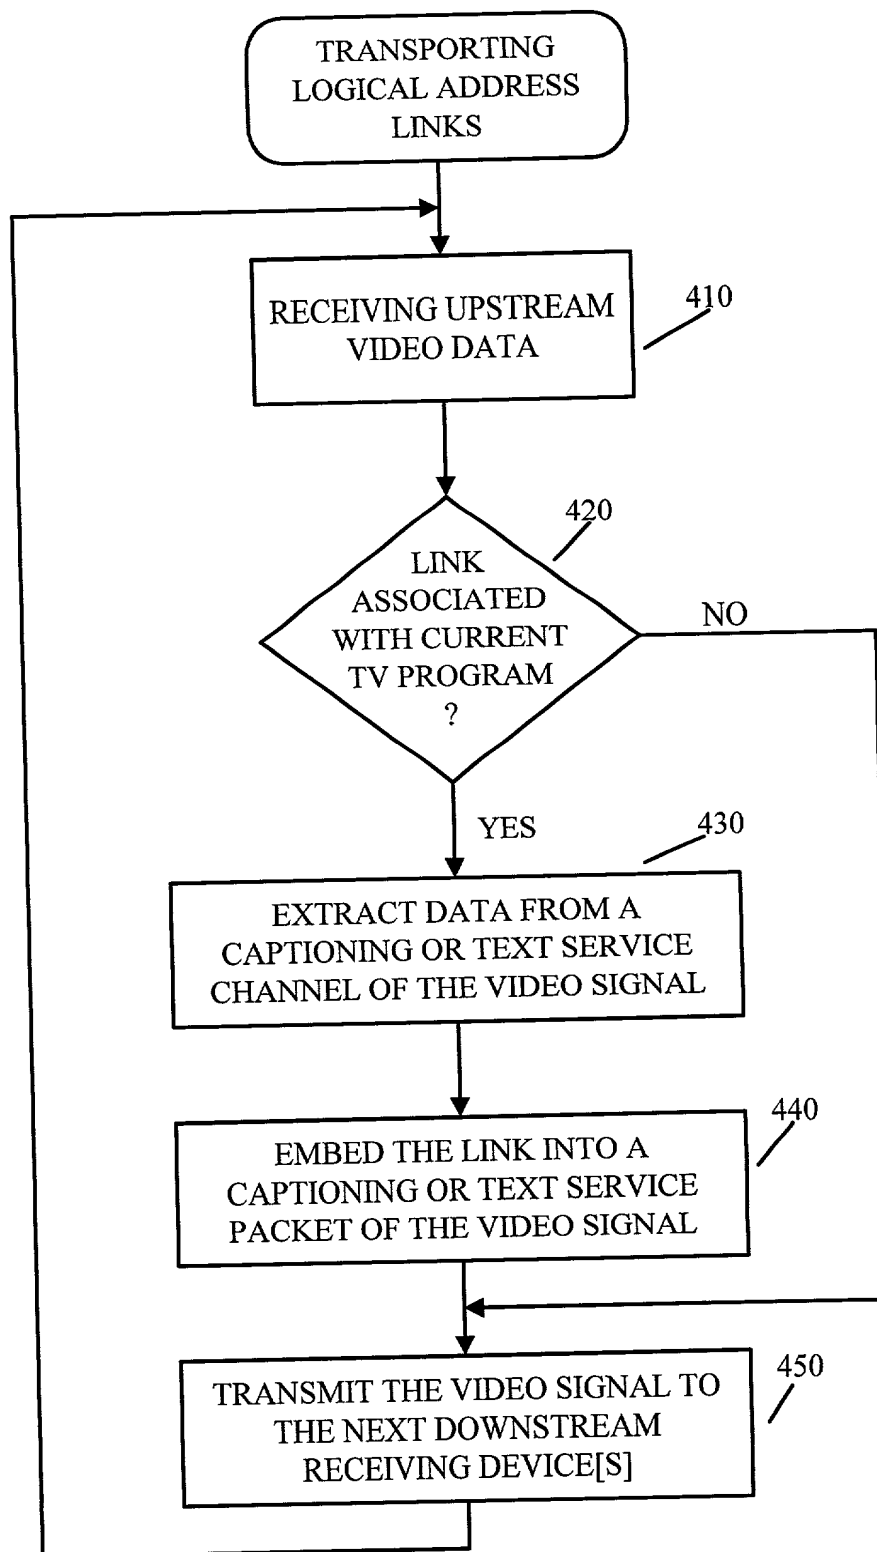 TRANSPORTING
LOGICAL ADDRESS
LINKS
RECEIVING UPSTREAM
VIDEO DATA
410
420
LINK
ASSOCIATED
WITH CURRENT
TV PROGRAM
?
NO
YES
430
EXTRACT DATA FROM A
CAPTIONING OR TEXT SERVICE
CHANNEL OF THE VIDEO SIGNAL
440
EMBED THE LINK INTO A
CAPTIONING OR TEXT SERVICE
PACKET OF THE VIDEO SIGNAL
450
TRANSMIT THE VIDEO SIGNAL TO
THE NEXT DOWNSTREAM
RECEIVING DEVICE[S]